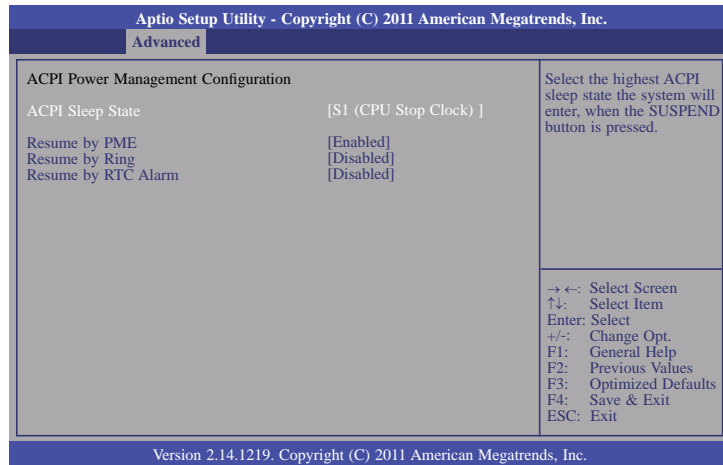 Aptio Setup Utility - Copyright (C) 2011 American Megatrends, Inc.
Advanced
ACPI Power Management Configuration
ACPI Sleep State [S1 (CPU Stop Clock) ]
Resume by PME [Enabled]
Resume by Ring [Disabled]
Resume by RTC Alarm [Disabled]
Select the highest ACPI
sleep state the system will
enter, when the SUSPEND
button is pressed.
→ ←: Select Screen
↑↓: Select Item
Enter: Select
+/-: Change Opt.
F1: General Help
F2: Previous Values
F3: Optimized Defaults
F4: Save & Exit
ESC: Exit
Version 2.14.1219. Copyright (C) 2011 American Megatrends, Inc.